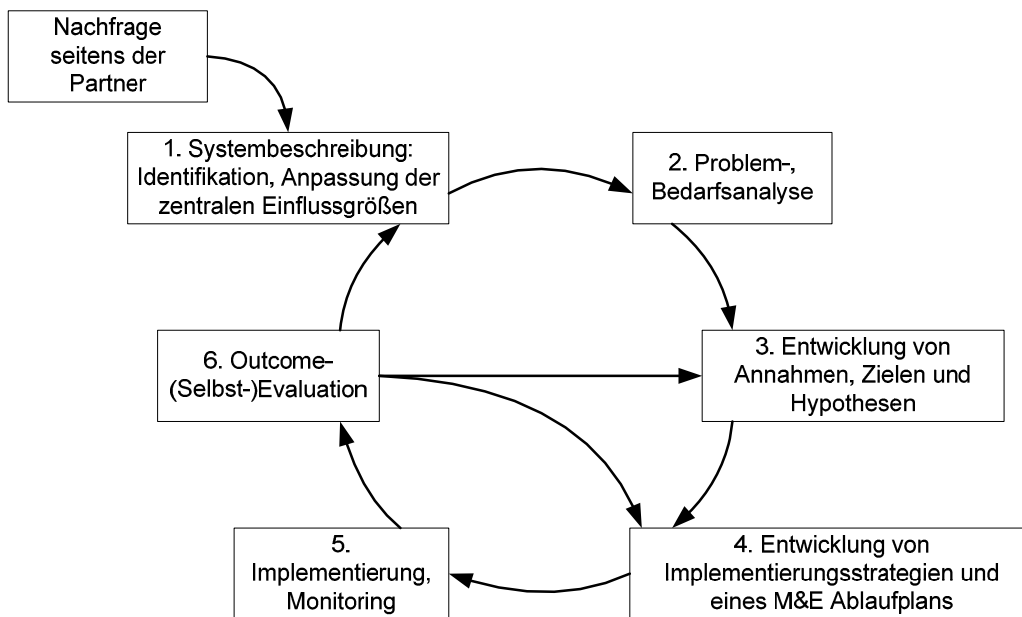 Nachfrage
seitens der
Partner
1. Systembeschreibung:
Identifikation, Anpassung der
zentralen Einflussgrößen
2. Problem-,
Bedarfsanalyse
3. Entwicklung von
Annahmen, Zielen und
Hypothesen
4. Entwicklung von
Implementierungsstrategien und
eines M&E Ablaufplans
5.
Implementierung,
Monitoring
6. Outcome-
(Selbst-)Evaluation